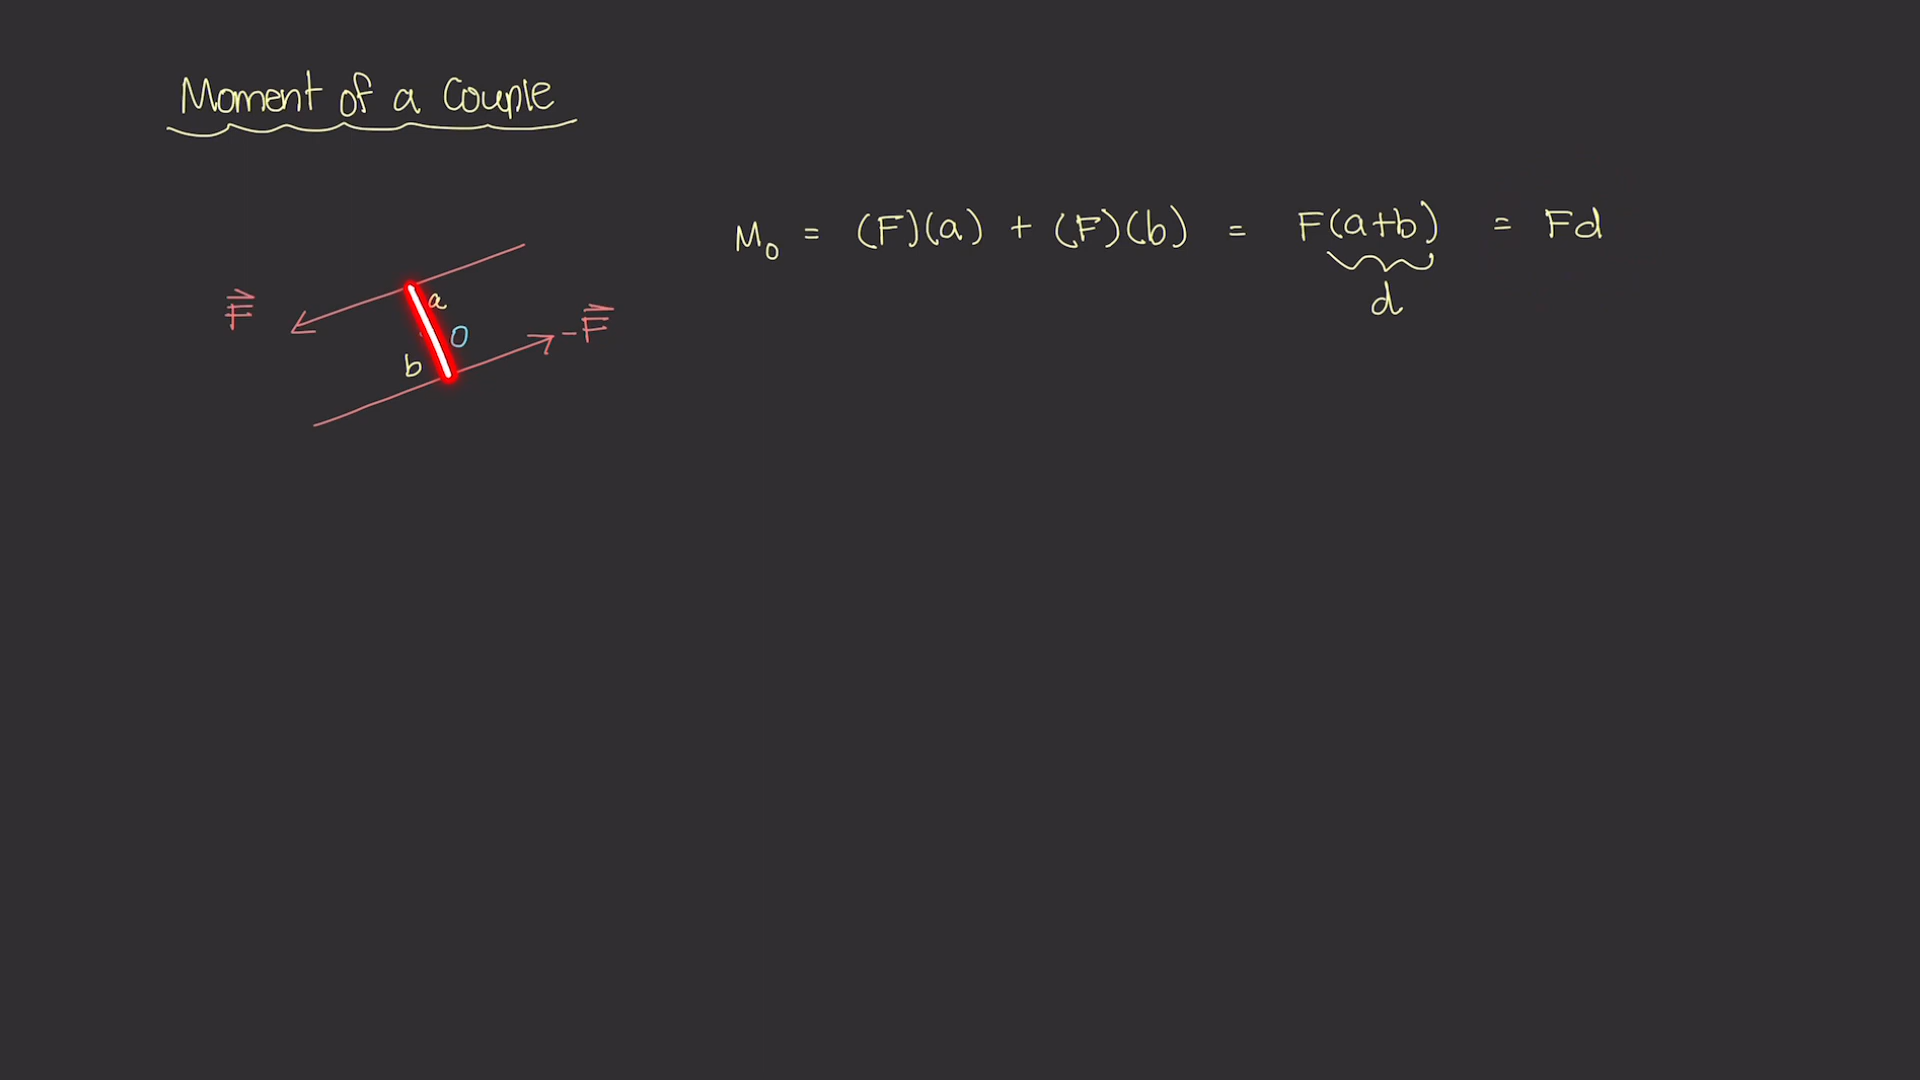 Moment of a Couple
M₀ = (F)(a) + (F)(b) = F(a+b) = Fd
d
F⃗
a
O
b
-F⃗